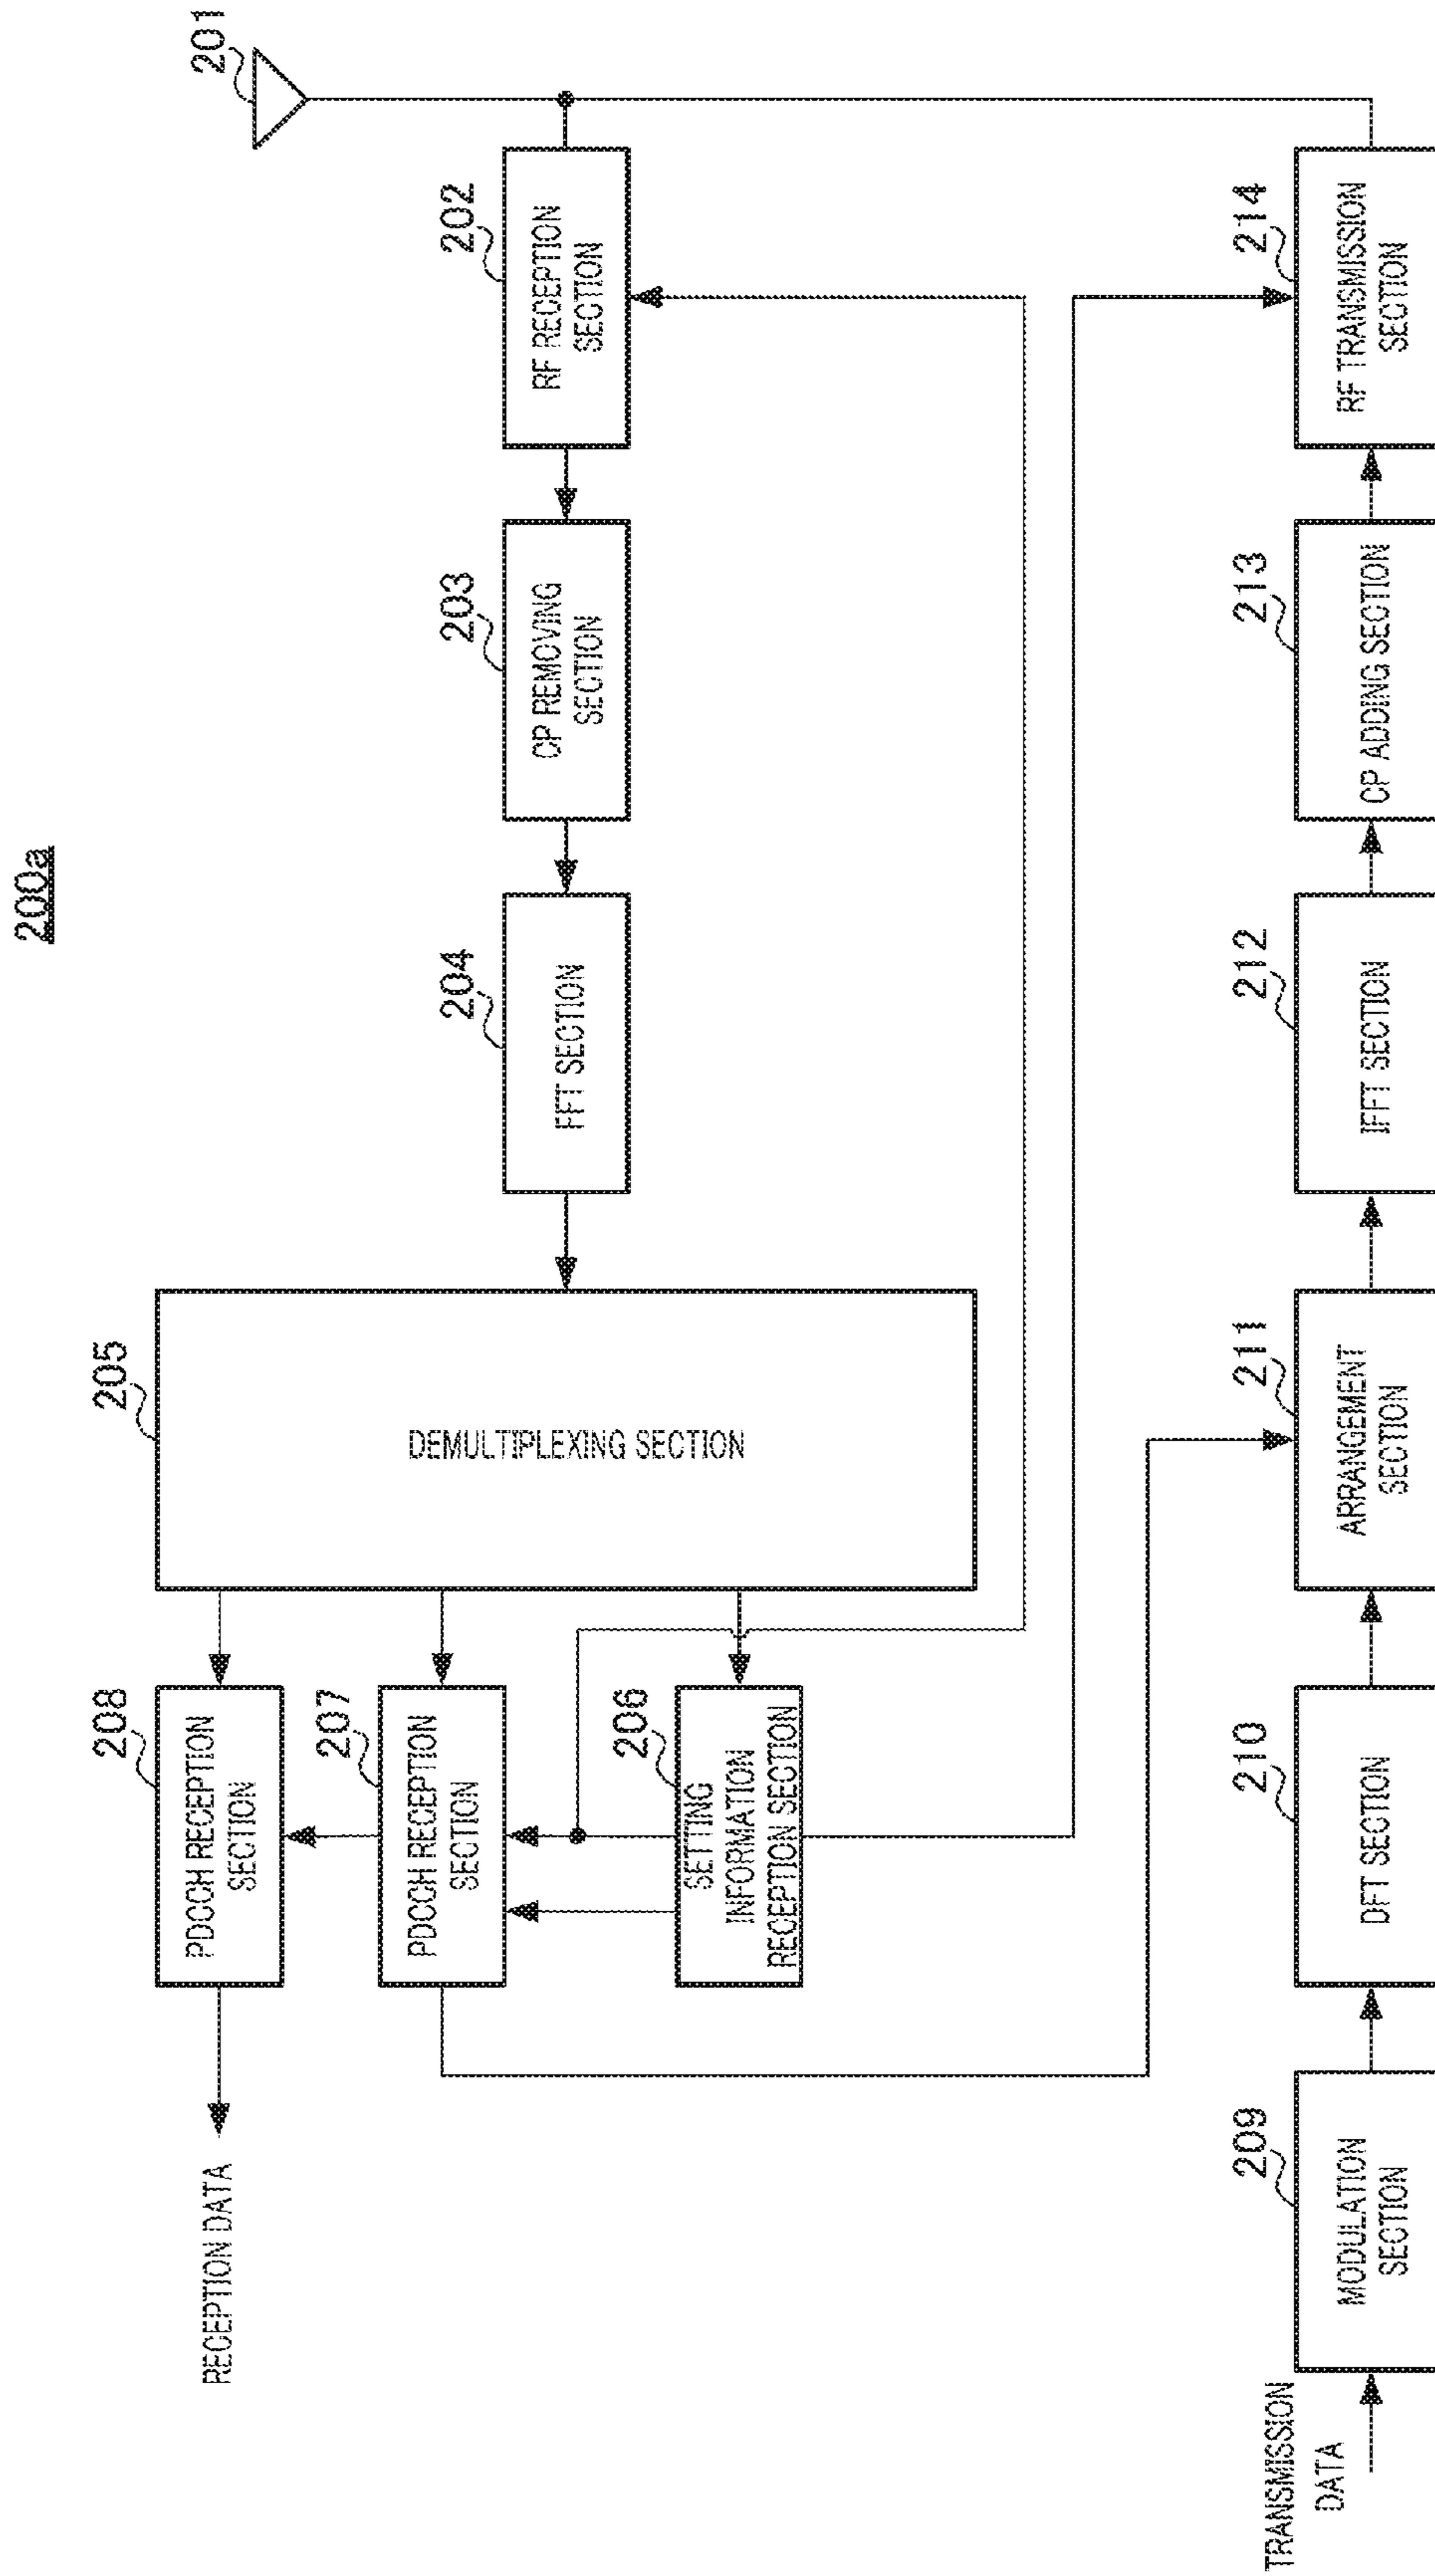 200a
201
202
RF RECEPTION
SECTION
203
CP REMOVING
SECTION
204
FFT SECTION
205
DEMULTIPLEXING SECTION
208
PDCCH RECEPTION
SECTION
207
PDCCH RECEPTION
SECTION
206
SETTING
INFORMATION
RECEPTION SECTION
RECEPTION DATA
TRANSMISSION
DATA
209
MODULATION
SECTION
210
DFT SECTION
211
ARRANGEMENT
SECTION
212
IFFT SECTION
213
CP ADDING SECTION
214
RF TRANSMISSION
SECTION